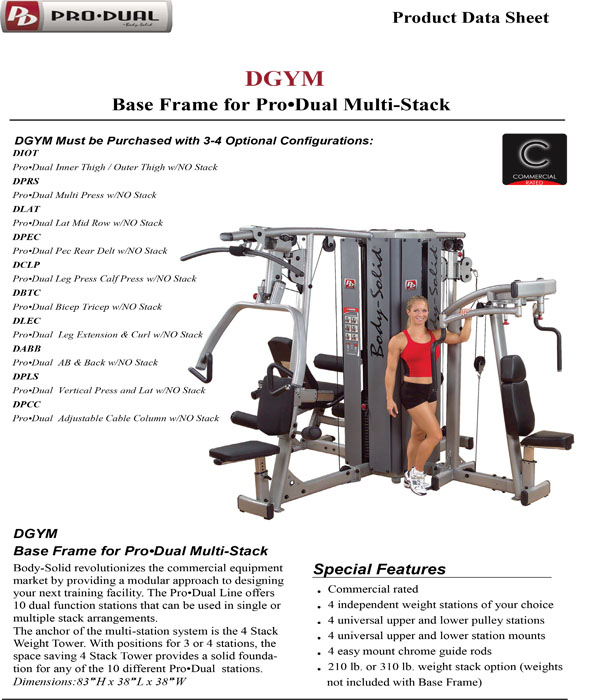 PD PRO•DUAL
by Body-Solid
Product Data Sheet
DGYM
Base Frame for Pro•Dual Multi-Stack
DGYM Must be Purchased with 3-4 Optional Configurations:
DIOT
Pro•Dual Inner Thigh / Outer Thigh w/NO Stack
DPRS
Pro•Dual Multi Press w/NO Stack
DLAT
Pro•Dual Lat Mid Row w/NO Stack
DPEC
Pro•Dual Pec Rear Delt w/NO Stack
DCLP
Pro•Dual Leg Press Calf Press w/NO Stack
DBTC
Pro•Dual Bicep Tricep w/NO Stack
DLEC
Pro•Dual Leg Extension & Curl w/NO Stack
DABB
Pro•Dual AB & Back w/NO Stack
DPLS
Pro•Dual Vertical Press and Lat w/NO Stack
DPCC
Pro•Dual Adjustable Cable Column w/NO Stack
C
COMMERCIAL
RATED
PD
Body-Solid
PD
Body-Solid
DGYM
Base Frame for Pro•Dual Multi-Stack
Body-Solid revolutionizes the commercial equipment
market by providing a modular approach to designing
your next training facility. The Pro•Dual Line offers
10 dual function stations that can be used in single or
multiple stack arrangements.
The anchor of the multi-station system is the 4 Stack
Weight Tower. With positions for 3 or 4 stations, the
space saving 4 Stack Tower provides a solid founda-
tion for any of the 10 different Pro•Dual stations.
Dimensions:83"H x 38"L x 38"W
Special Features
• Commercial rated
• 4 independent weight stations of your choice
• 4 universal upper and lower pulley stations
• 4 universal upper and lower station mounts
• 4 easy mount chrome guide rods
• 210 lb. or 310 lb. weight stack option (weights
not included with Base Frame)